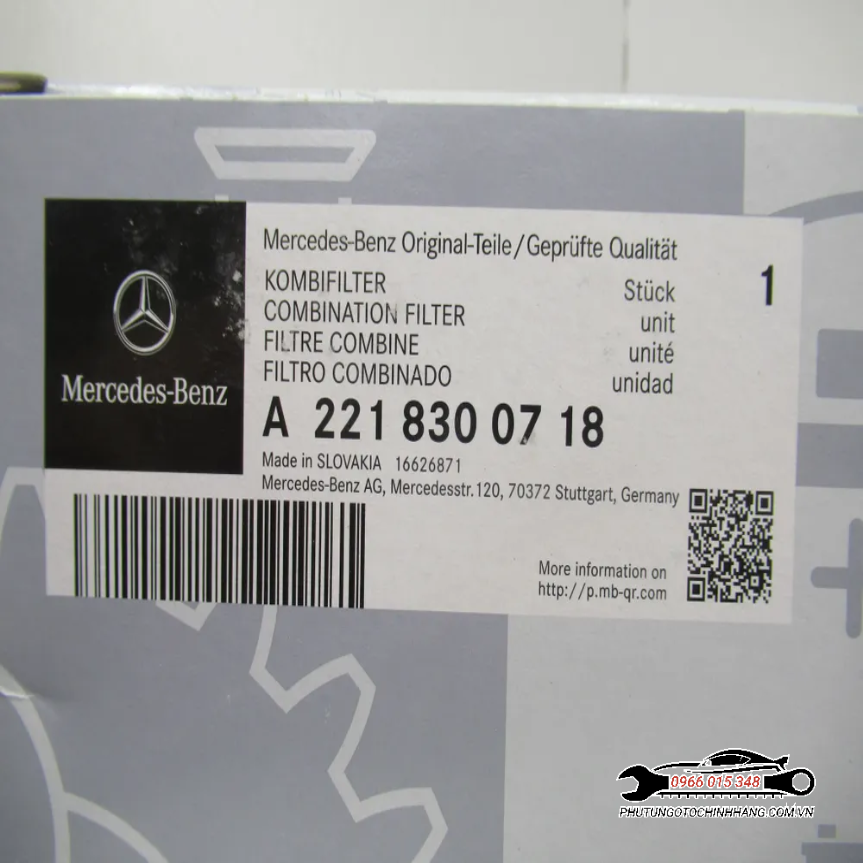 Mercedes-Benz Original-Teile/Geprüfte Qualität
KOMBIFILTER Stück 1
COMBINATION FILTER unit
FILTRE COMBINE unité
FILTRO COMBINADO unidad
Mercedes-Benz
A 221 830 07 18
Made in SLOVAKIA 16626871
Mercedes-Benz AG, Mercedesstr.120, 70372 Stuttgart, Germany
More information on
http://p.mb-qr.com
0966 015 348
PHUTUNGOTOCHINHHANG.COM.VN